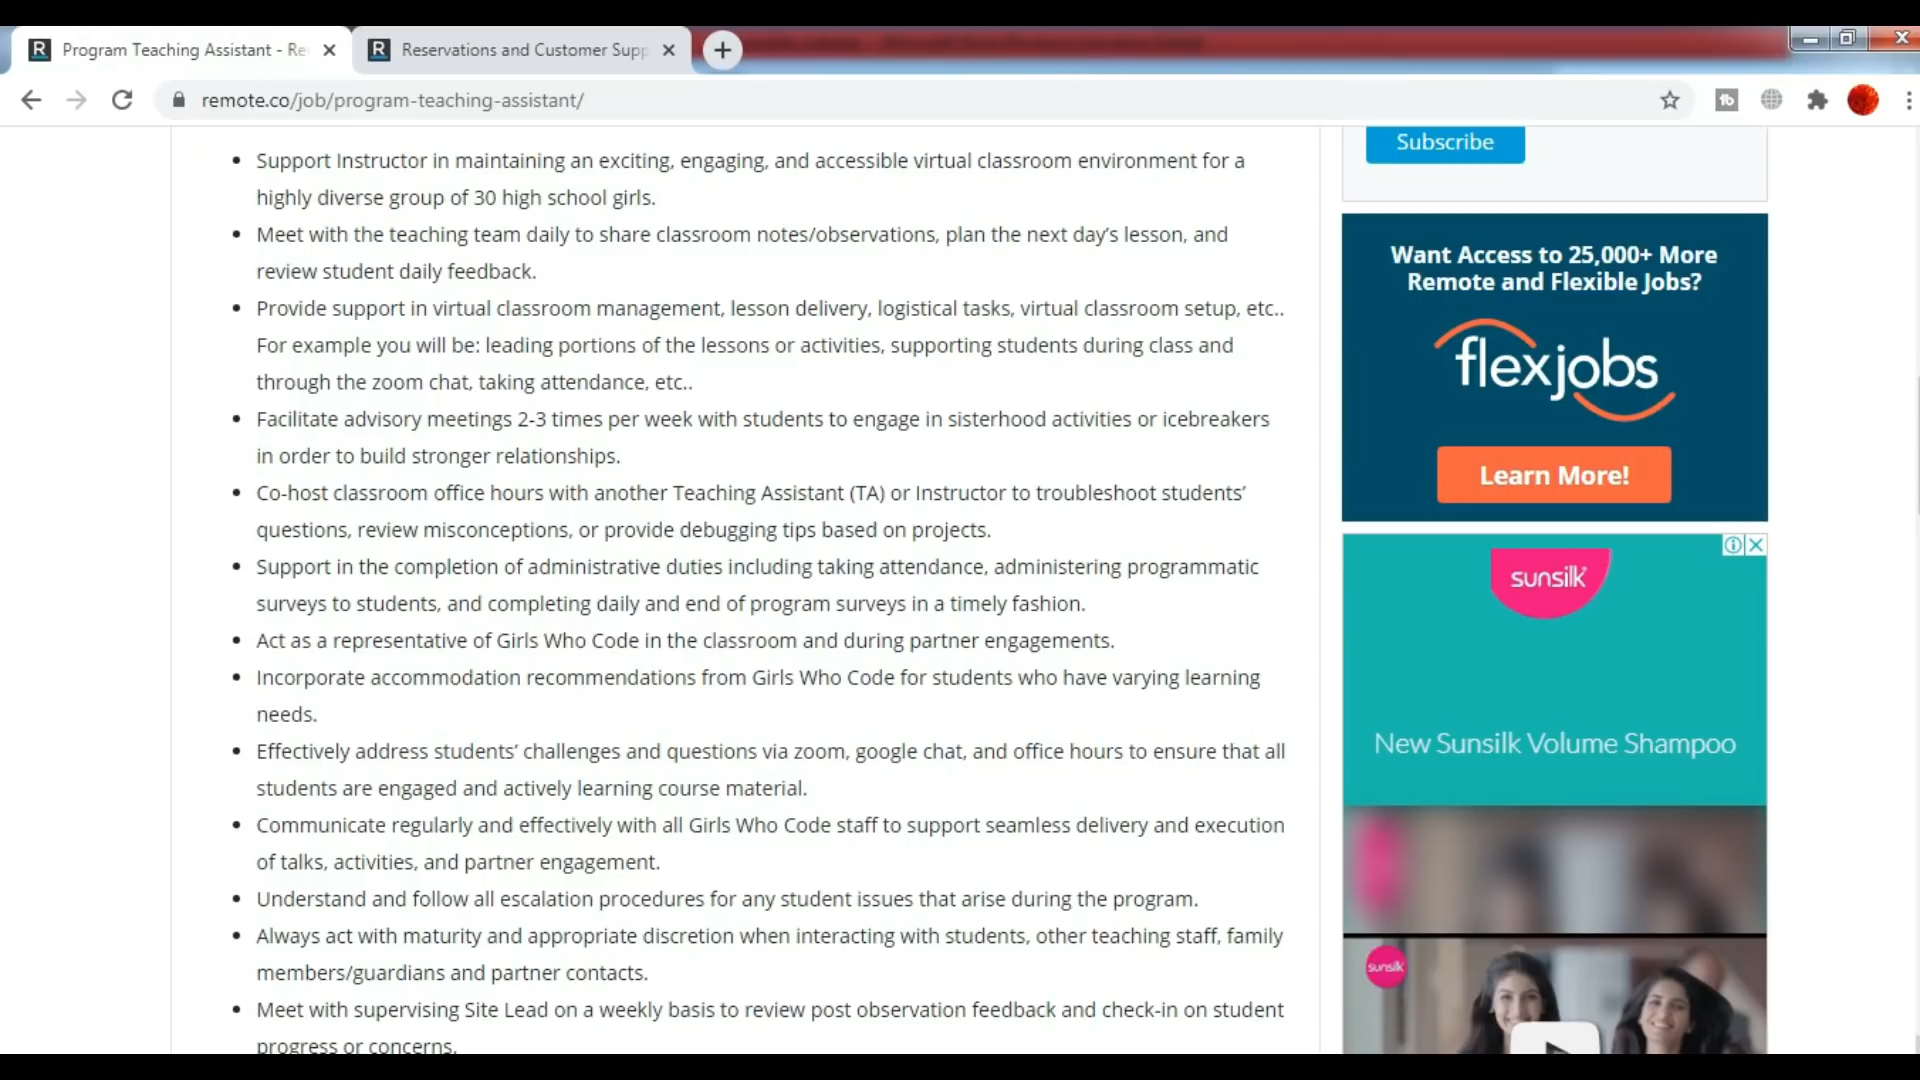 Program Teaching Assistant - Re
Reservations and Customer Supp
remote.co/job/program-teaching-assistant/
• Support Instructor in maintaining an exciting, engaging, and accessible virtual classroom environment for a
highly diverse group of 30 high school girls.
• Meet with the teaching team daily to share classroom notes/observations, plan the next day’s lesson, and
review student daily feedback.
• Provide support in virtual classroom management, lesson delivery, logistical tasks, virtual classroom setup, etc..
For example you will be: leading portions of the lessons or activities, supporting students during class and
through the zoom chat, taking attendance, etc..
• Facilitate advisory meetings 2-3 times per week with students to engage in sisterhood activities or icebreakers
in order to build stronger relationships.
• Co-host classroom office hours with another Teaching Assistant (TA) or Instructor to troubleshoot students’
questions, review misconceptions, or provide debugging tips based on projects.
• Support in the completion of administrative duties including taking attendance, administering programmatic
surveys to students, and completing daily and end of program surveys in a timely fashion.
• Act as a representative of Girls Who Code in the classroom and during partner engagements.
• Incorporate accommodation recommendations from Girls Who Code for students who have varying learning
needs.
• Effectively address students’ challenges and questions via zoom, google chat, and office hours to ensure that all
students are engaged and actively learning course material.
• Communicate regularly and effectively with all Girls Who Code staff to support seamless delivery and execution
of talks, activities, and partner engagement.
• Understand and follow all escalation procedures for any student issues that arise during the program.
• Always act with maturity and appropriate discretion when interacting with students, other teaching staff, family
members/guardians and partner contacts.
• Meet with supervising Site Lead on a weekly basis to review post observation feedback and check-in on student
progress or concerns.
Subscribe
Want Access to 25,000+ More
Remote and Flexible Jobs?
flexjobs
Learn More!
sunsilk
New Sunsilk Volume Shampoo
sunsilk